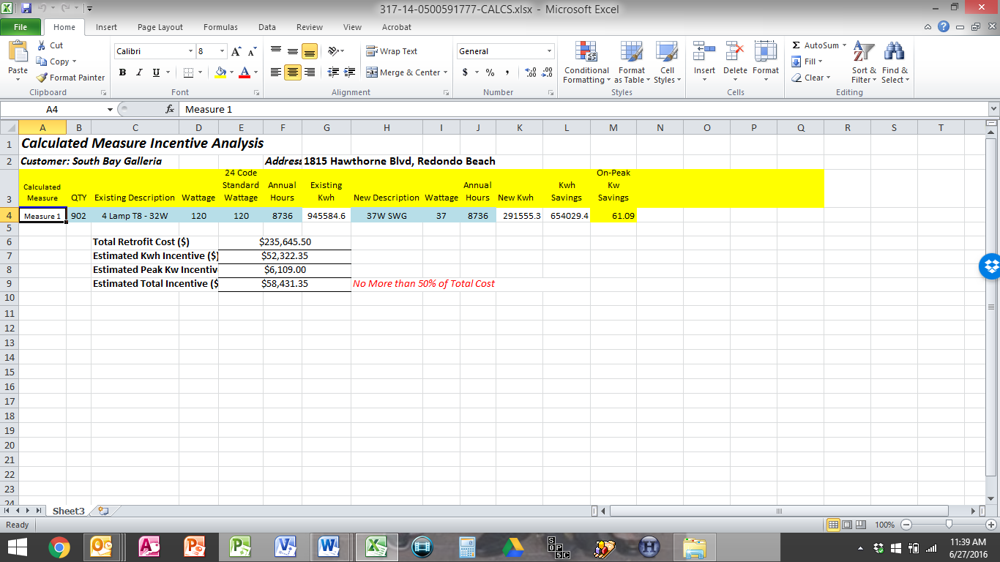 317-14-0500591777-CALCS.xlsx - Microsoft Excel
File Home Insert Page Layout Formulas Data Review View Acrobat
Paste Cut Copy Format Painter
Calibri 8 A A
B I U A
Wrap Text
Merge & Center
General
$ % ,
Conditional Formatting Format as Table Cell Styles
Insert Delete Format
Σ AutoSum Fill Clear
Sort & Filter Find & Select
Clipboard Font Alignment Number Styles Cells Editing
A4 fx Measure 1
A B C D E F G H I J K L M N O P Q R S T
1 Calculated Measure Incentive Analysis
2 Customer: South Bay Galleria Address 1815 Hawthorne Blvd, Redondo Beach
3 Calculated Measure QTY Existing Description Wattage 24 Code Standard Wattage Annual Hours Existing Kwh New Description Wattage Annual Hours New Kwh Kwh Savings On-Peak Kw Savings
4 Measure 1 902 4 Lamp T8 - 32W 120 120 8736 945584.6 37W SWG 37 8736 291555.3 654029.4 61.09
5
6 Total Retrofit Cost ($) $235,645.50
7 Estimated Kwh Incentive ($) $52,322.35
8 Estimated Peak Kw Incentiv $6,109.00
9 Estimated Total Incentive ($ $58,431.35 No More than 50% of Total Cost
10
11
12
13
14
15
16
17
18
19
20
21
22
23
24
Sheet3
Ready 100%
11:39 AM
6/27/2016